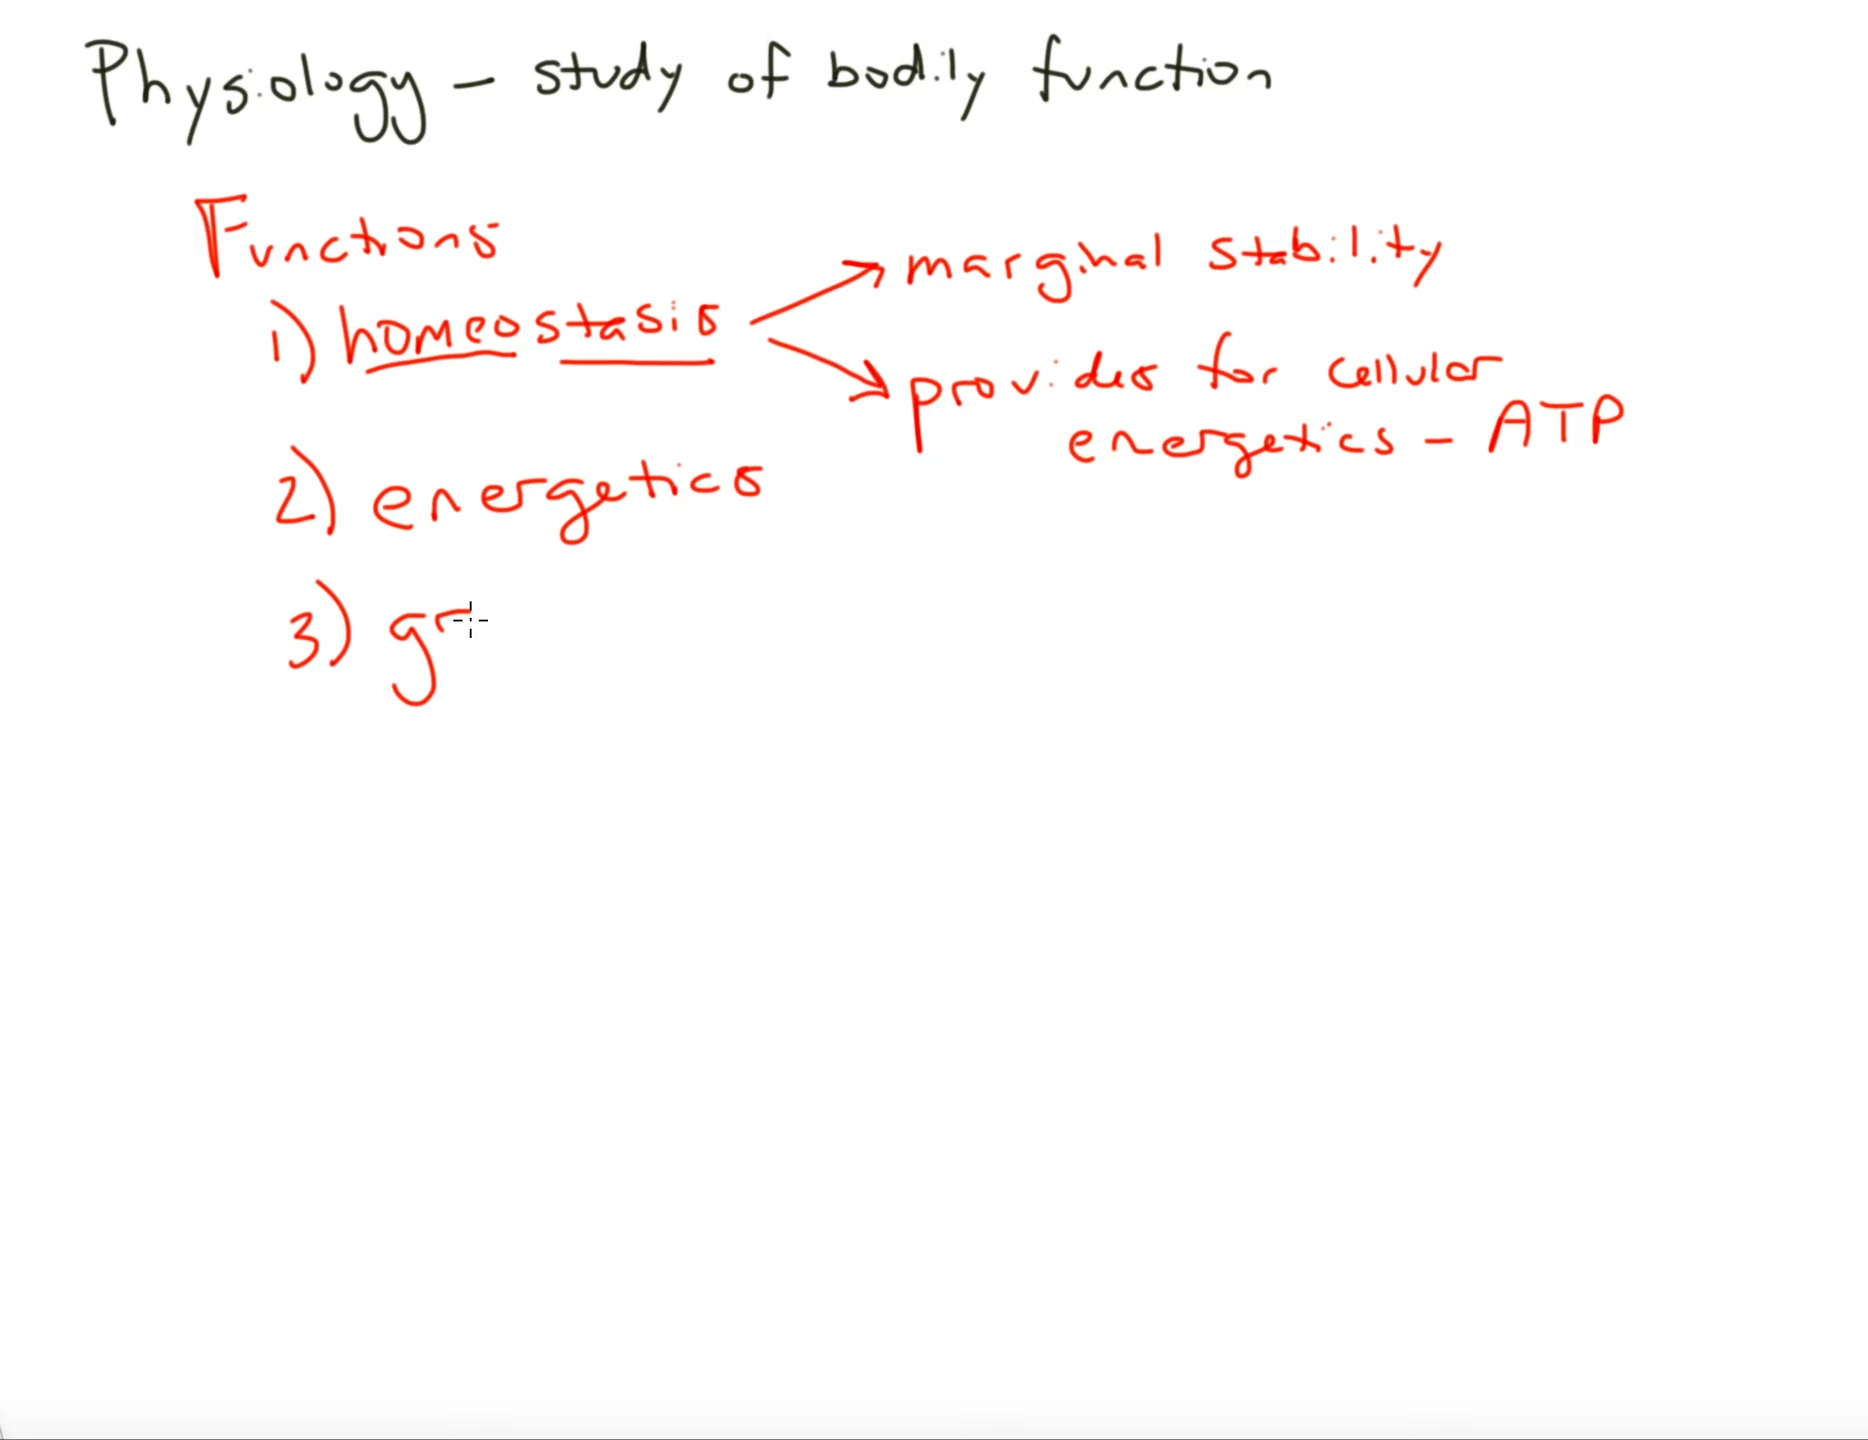 Physiology – study of bodily function
Functions
1) homeostasis
marginal stability
provides for cellular
energetics – ATP
2) energetics
3) gr